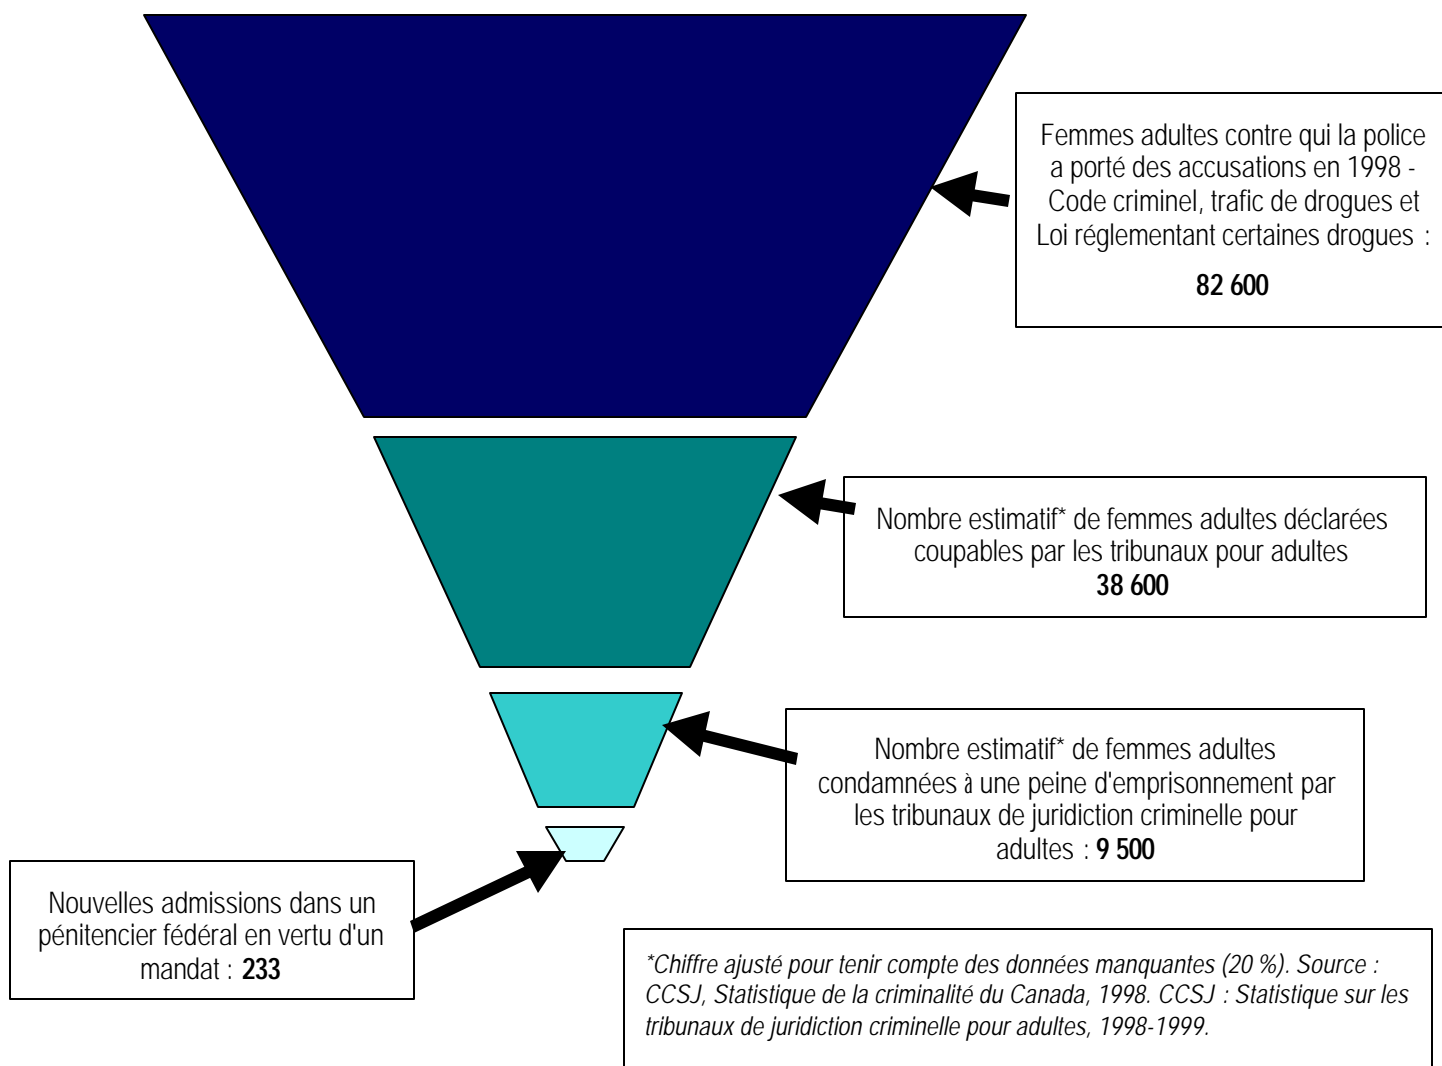 Femmes adultes contre qui la police
a porté des accusations en 1998 -
Code criminel, trafic de drogues et
Loi réglementant certaines drogues :
82 600
Nombre estimatif* de femmes adultes déclarées
coupables par les tribunaux pour adultes
38 600
Nombre estimatif* de femmes adultes
condamnées à une peine d'emprisonnement par
les tribunaux de juridiction criminelle pour
adultes : 9 500
Nouvelles admissions dans un
pénitencier fédéral en vertu d'un
mandat : 233
*Chiffre ajusté pour tenir compte des données manquantes (20 %). Source :
CCSJ, Statistique de la criminalité du Canada, 1998. CCSJ : Statistique sur les
tribunaux de juridiction criminelle pour adultes, 1998-1999.